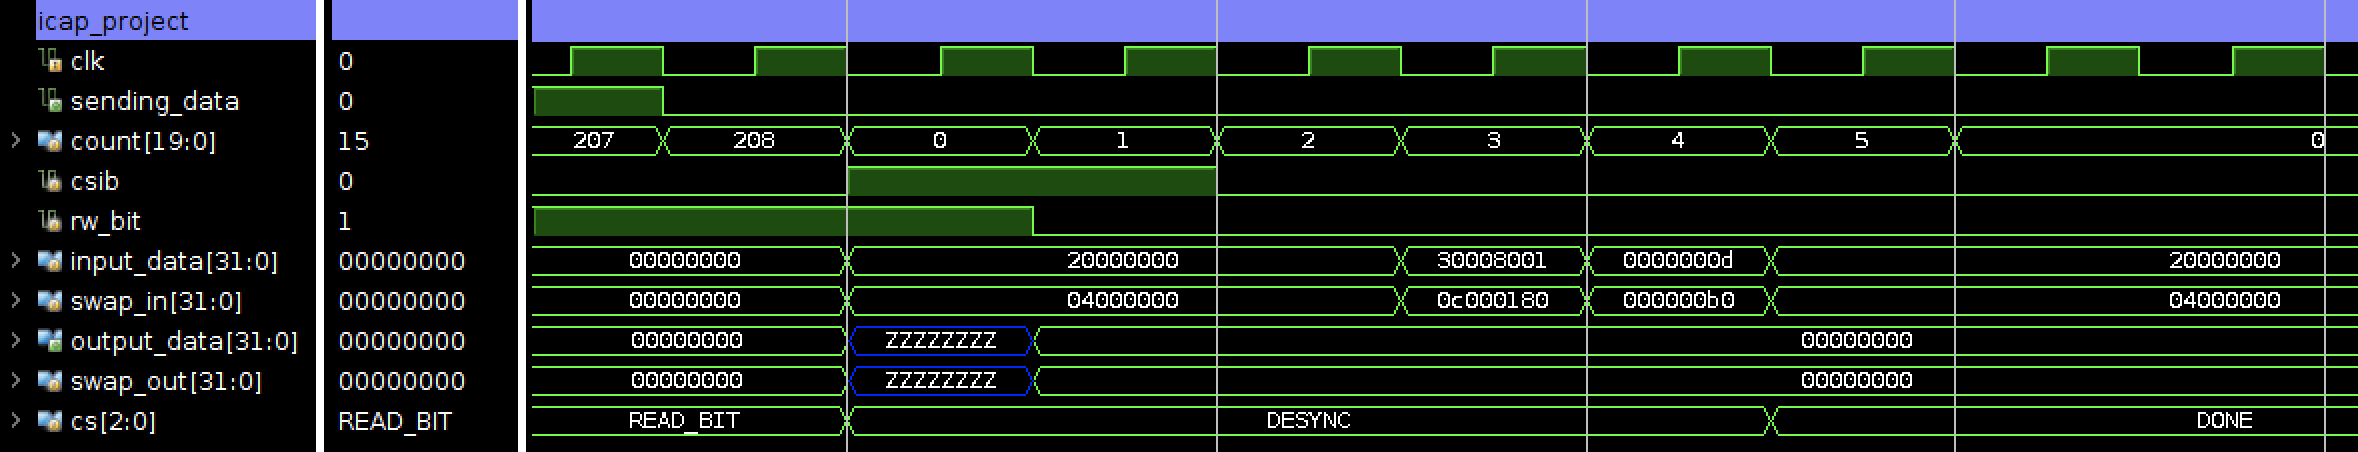 icap_project
clk 0
sending_data 0
count[19:0] 15 207 208 0 1 2 3 4 5 0
csib 0
rw_bit 1
input_data[31:0] 00000000 00000000 20000000 30008001 0000000d 20000000
swap_in[31:0] 00000000 00000000 04000000 0c000180 000000b0 04000000
output_data[31:0] 00000000 00000000 ZZZZZZZZ 00000000
swap_out[31:0] 00000000 00000000 ZZZZZZZZ 00000000
cs[2:0] READ_BIT READ_BIT DESYNC DONE